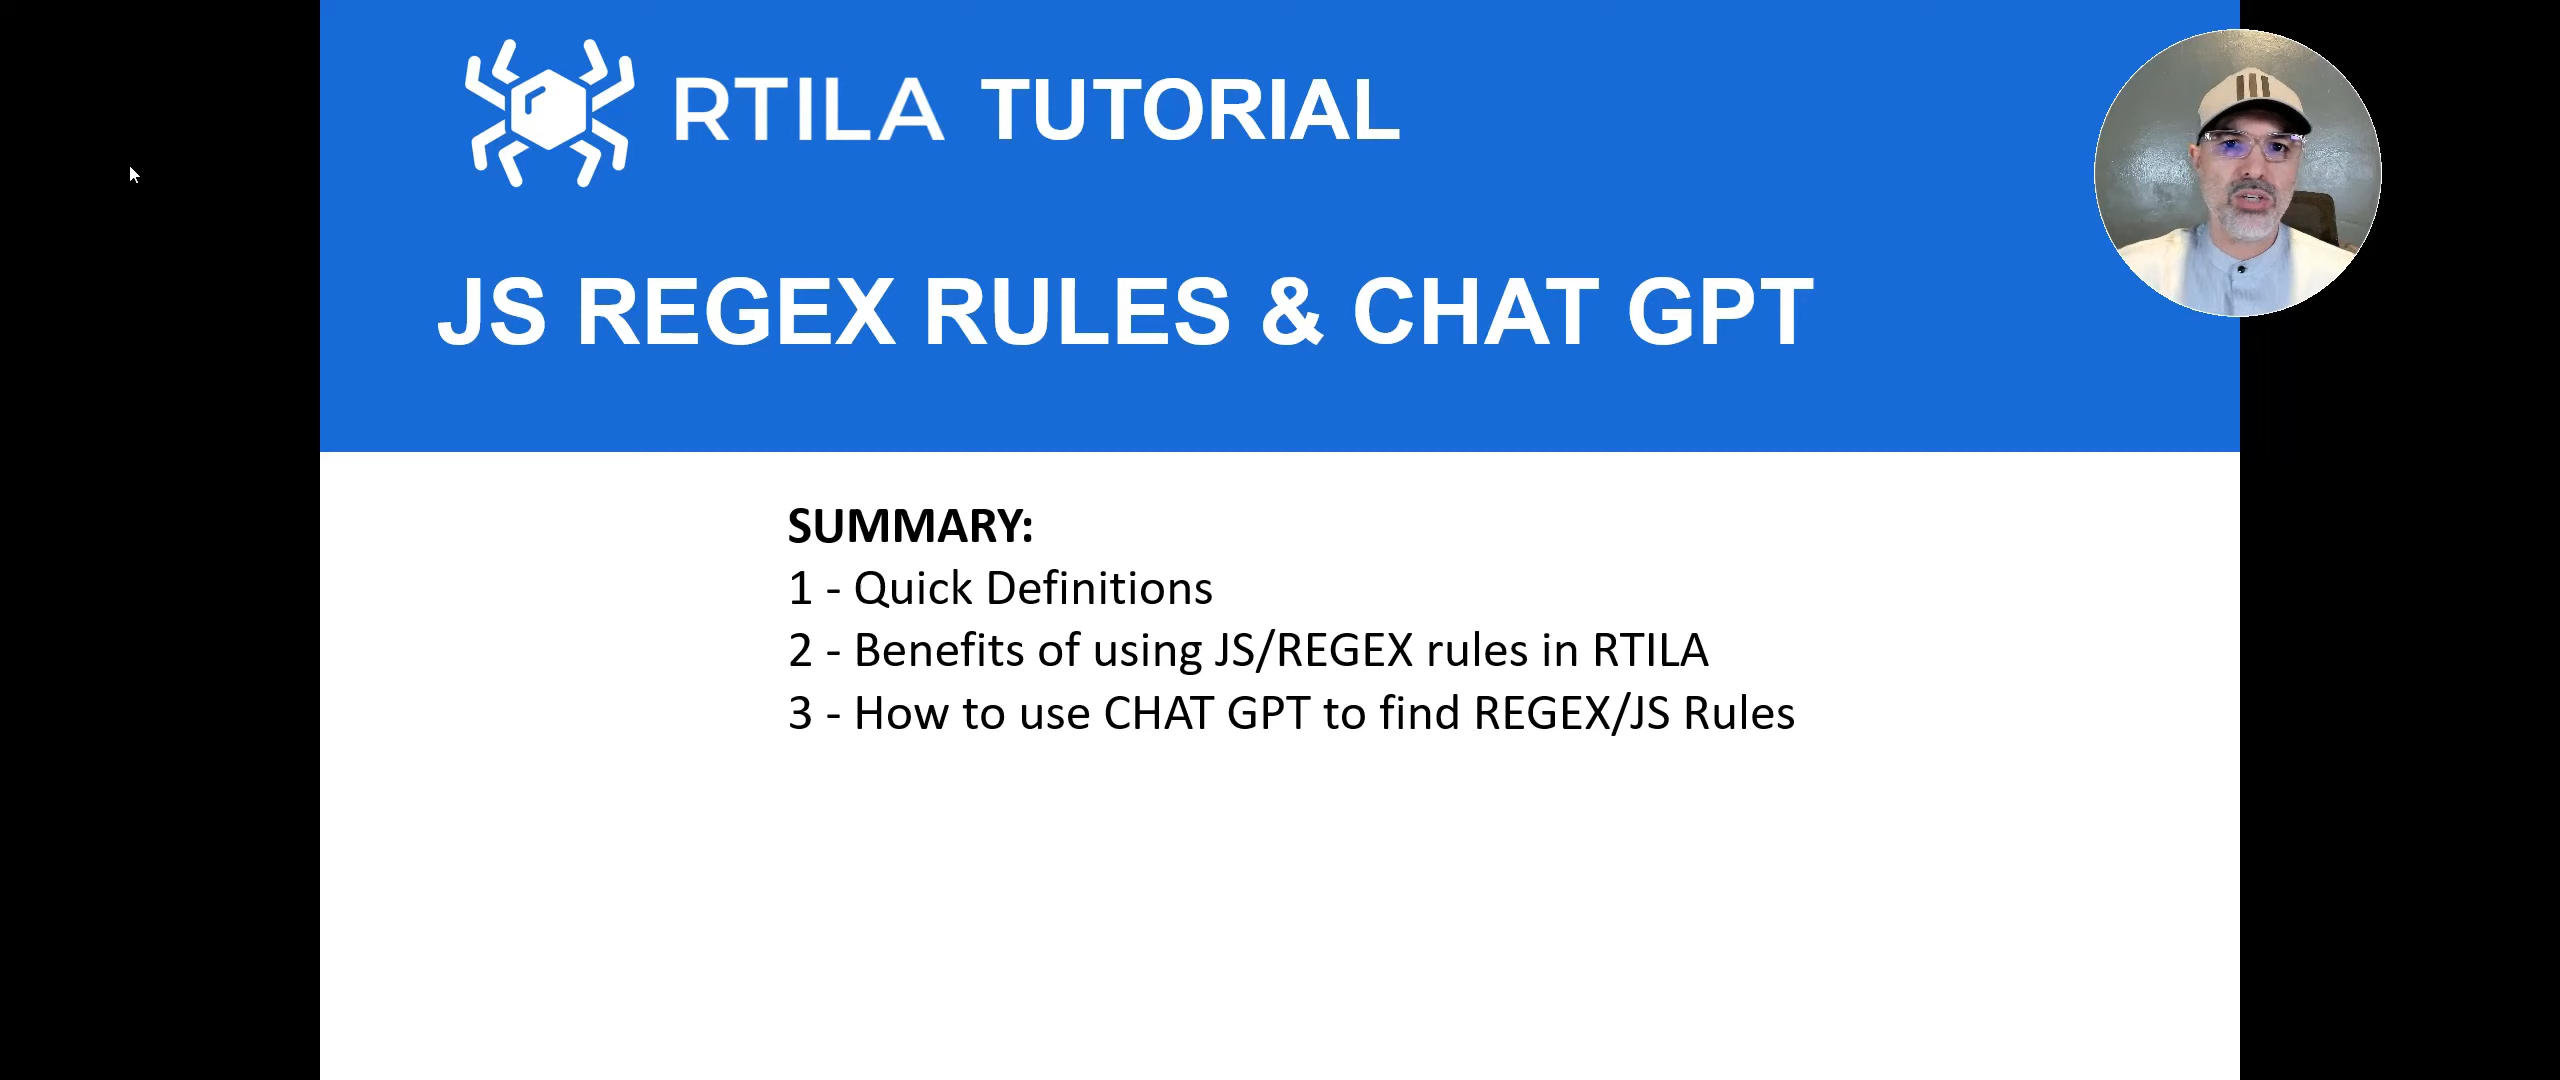 RTILA TUTORIAL
JS REGEX RULES & CHAT GPT
SUMMARY:
1 - Quick Definitions
2 - Benefits of using JS/REGEX rules in RTILA
3 - How to use CHAT GPT to find REGEX/JS Rules